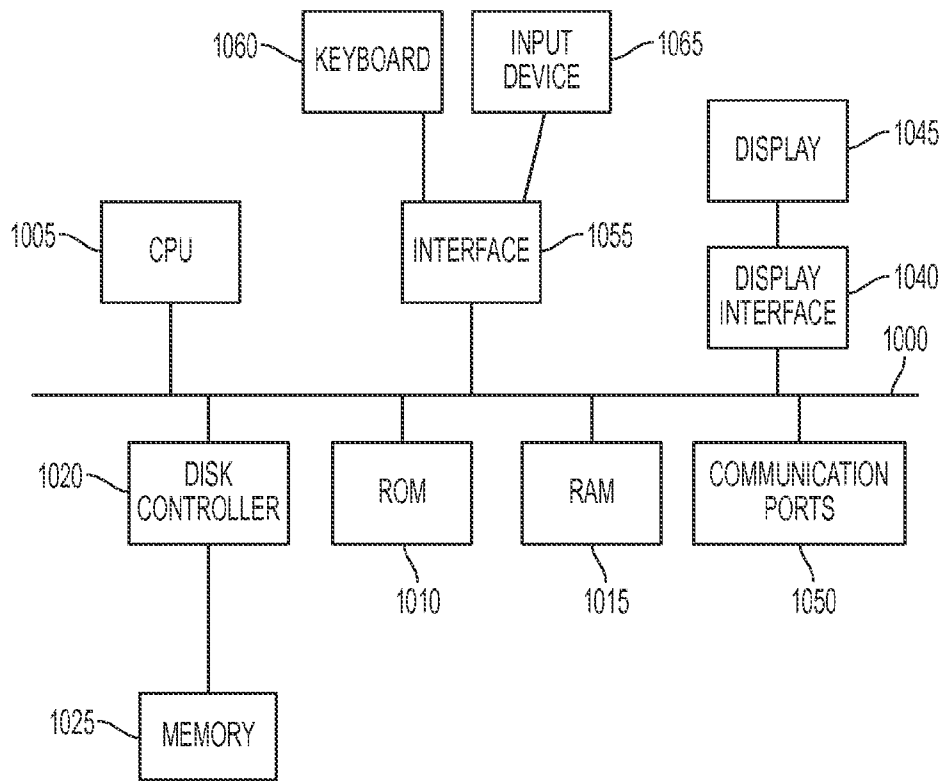 1060
KEYBOARD
INPUT
DEVICE
1065
DISPLAY
1045
1005
CPU
INTERFACE
1055
DISPLAY
INTERFACE
1040
1000
1020
DISK
CONTROLLER
ROM
RAM
COMMUNICATION
PORTS
1010
1015
1050
1025
MEMORY